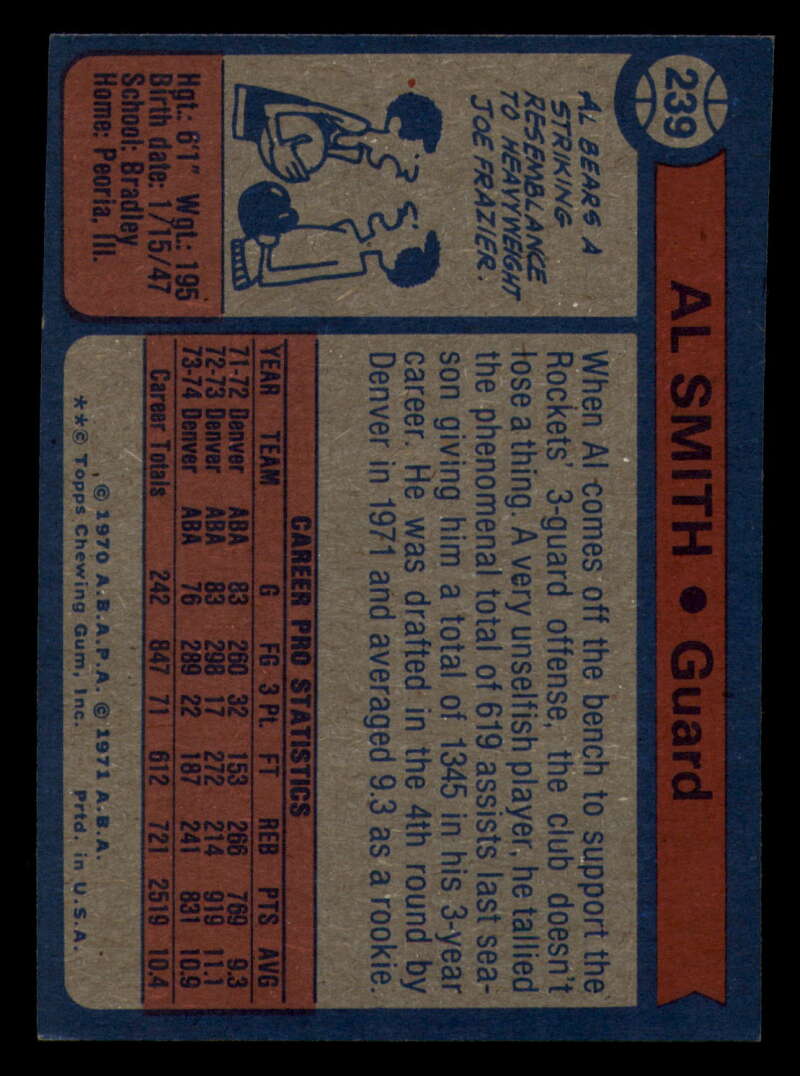 239
AL SMITH • Guard
AL BEARS A
STRIKING
RESEMBLANCE
TO HEAVYWEIGHT
JOE FRAZIER.
Hgt.: 6'1" Wgt.: 195
Birth date: 1/15/47
School: Bradley
Home: Peoria, Ill.
When Al comes off the bench to support the
Rockets' 3-guard offense, the club doesn't
lose a thing. A very unselfish player, he tallied
the phenomenal total of 619 assists last sea-
son giving him a total of 1345 in his 3-year
career. He was drafted in the 4th round by
Denver in 1971 and averaged 9.3 as a rookie.
CAREER PRO STATISTICS
YEAR TEAM G FG 3 Pt. FT REB PTS AVG
71-72 Denver ABA 83 260 32 153 266 769 9.3
72-73 Denver ABA 83 298 17 272 214 919 11.1
73-74 Denver ABA 76 289 22 187 241 831 10.9
Career Totals 242 847 71 612 721 2519 10.4
© 1970 A.B.A.P.A. © 1971 A.B.A.
**© Topps Chewing Gum, Inc. Prtd. in U.S.A.